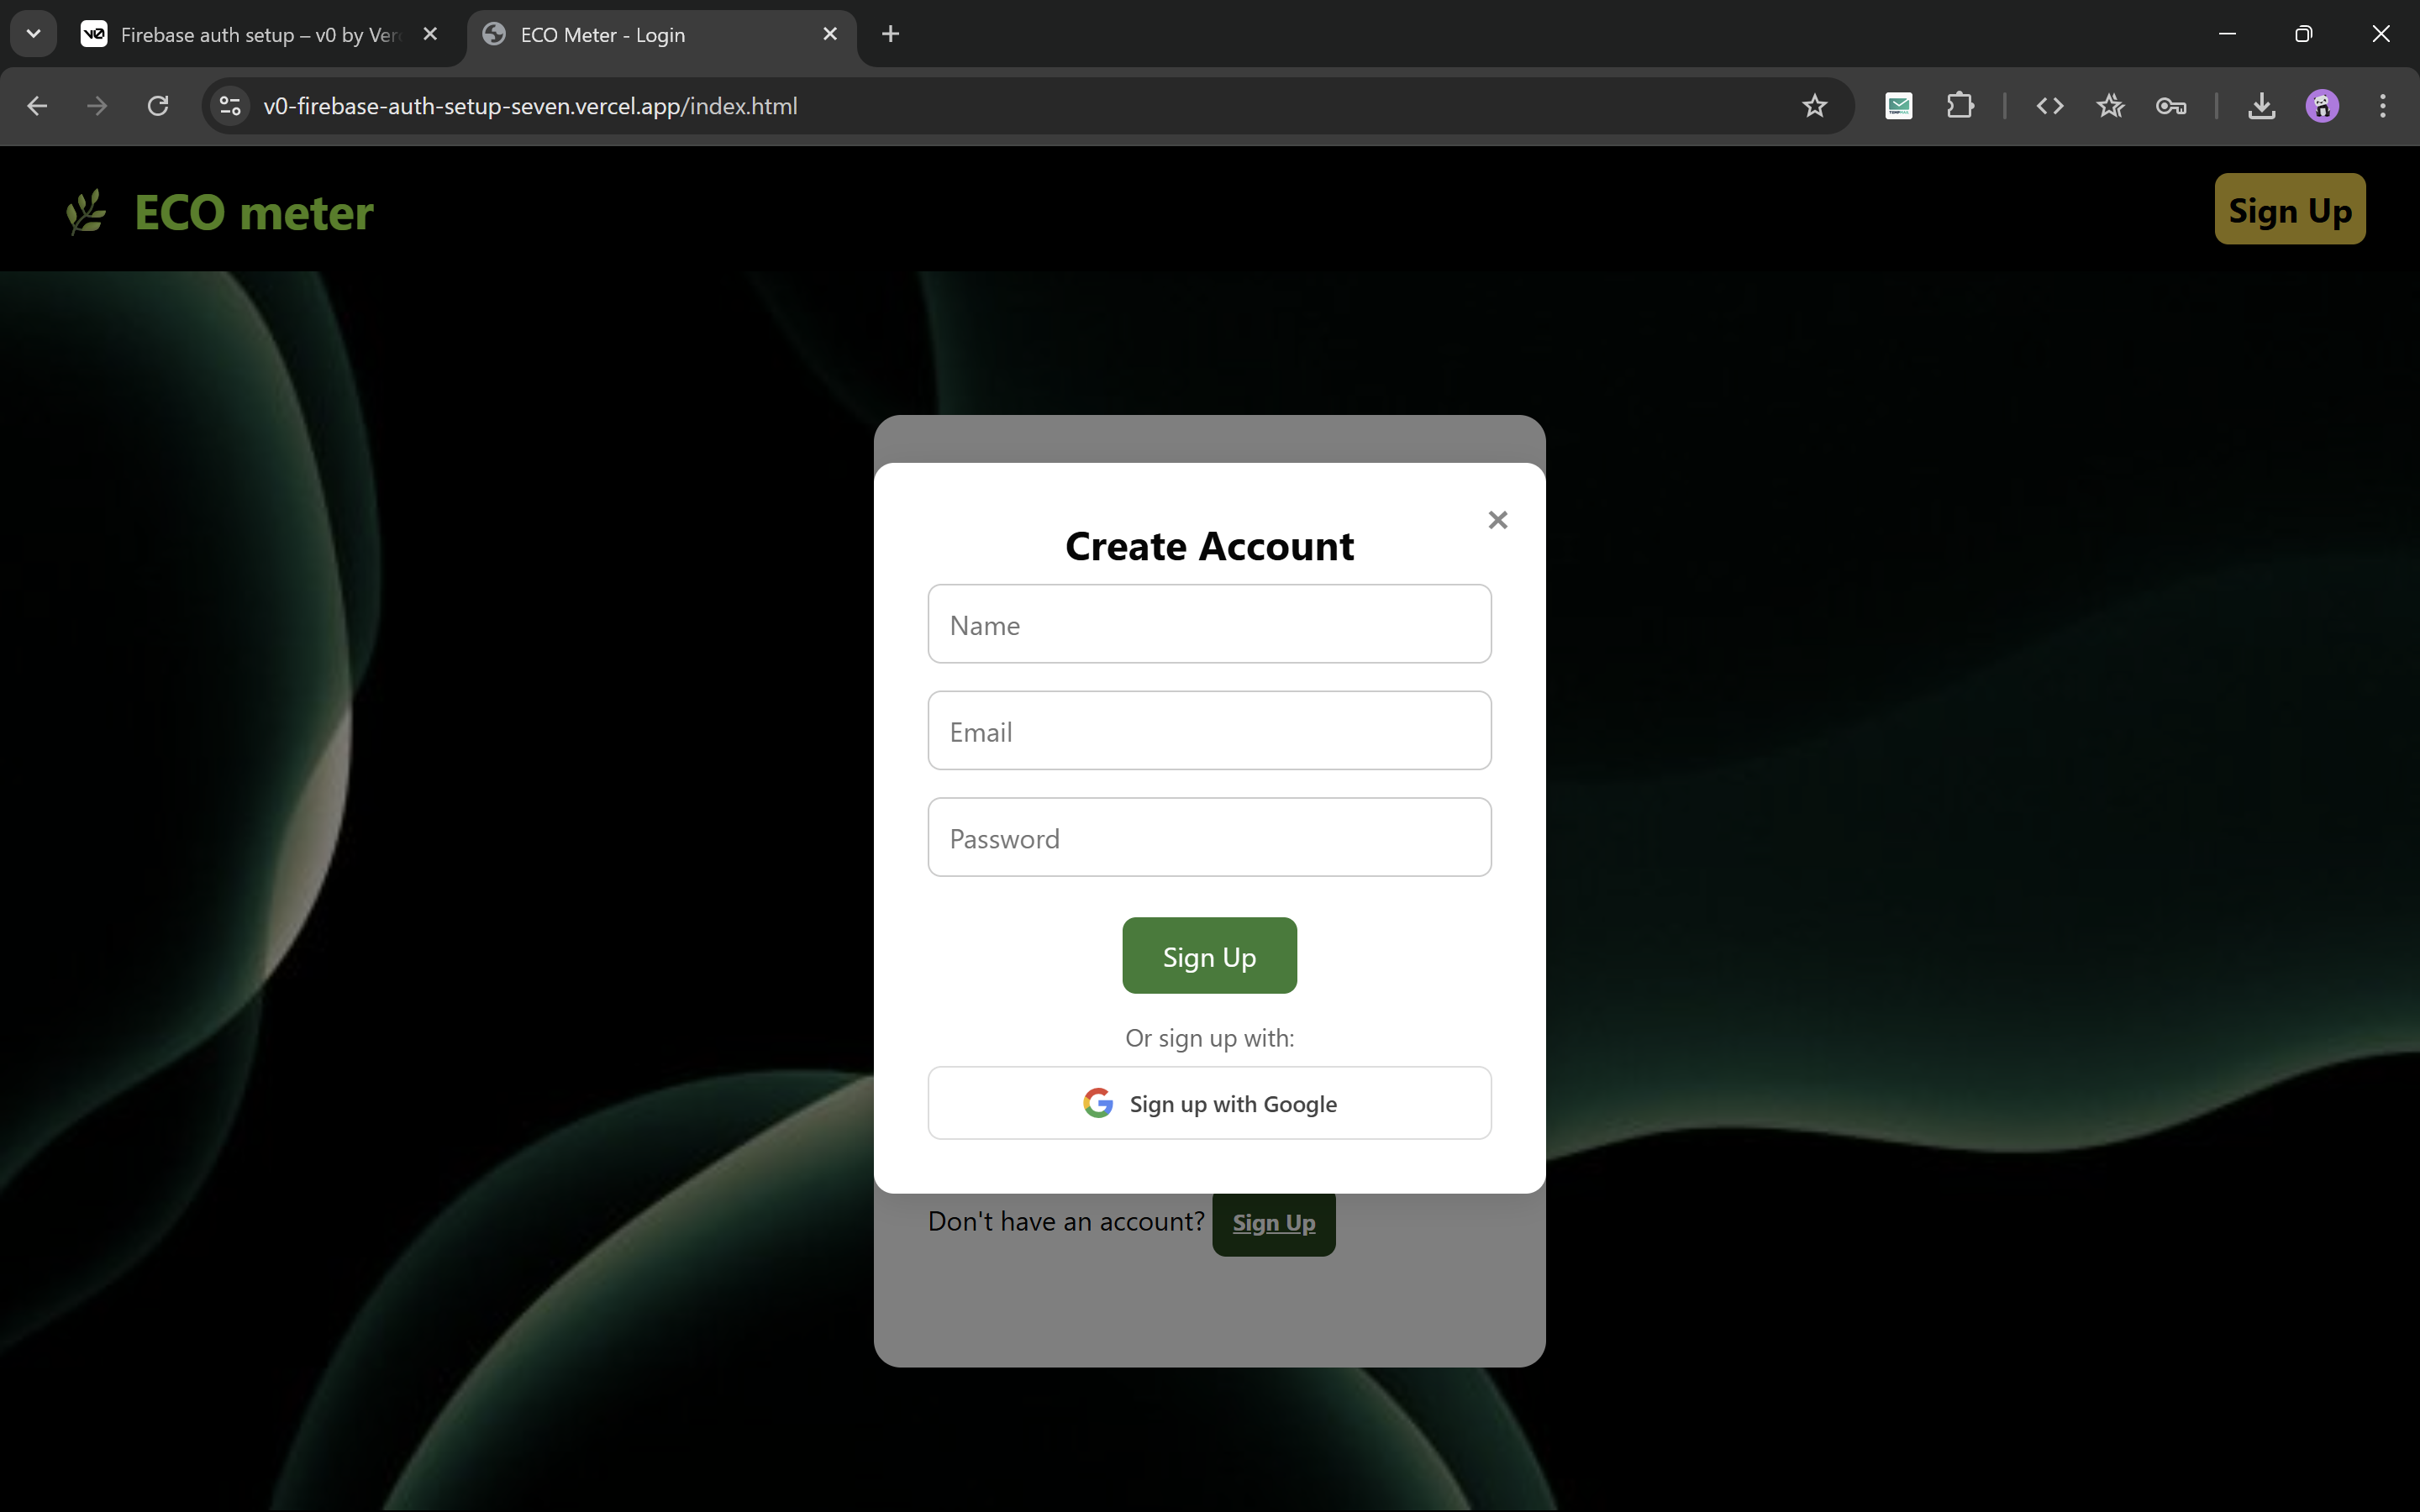 v0
Firebase auth setup – v0 by Ver
ECO Meter - Login
v0-firebase-auth-setup-seven.vercel.app/index.html
ECO meter
Sign Up
Create Account
Name
Email
Password
Sign Up
Or sign up with:
Sign up with Google
Don't have an account? Sign Up